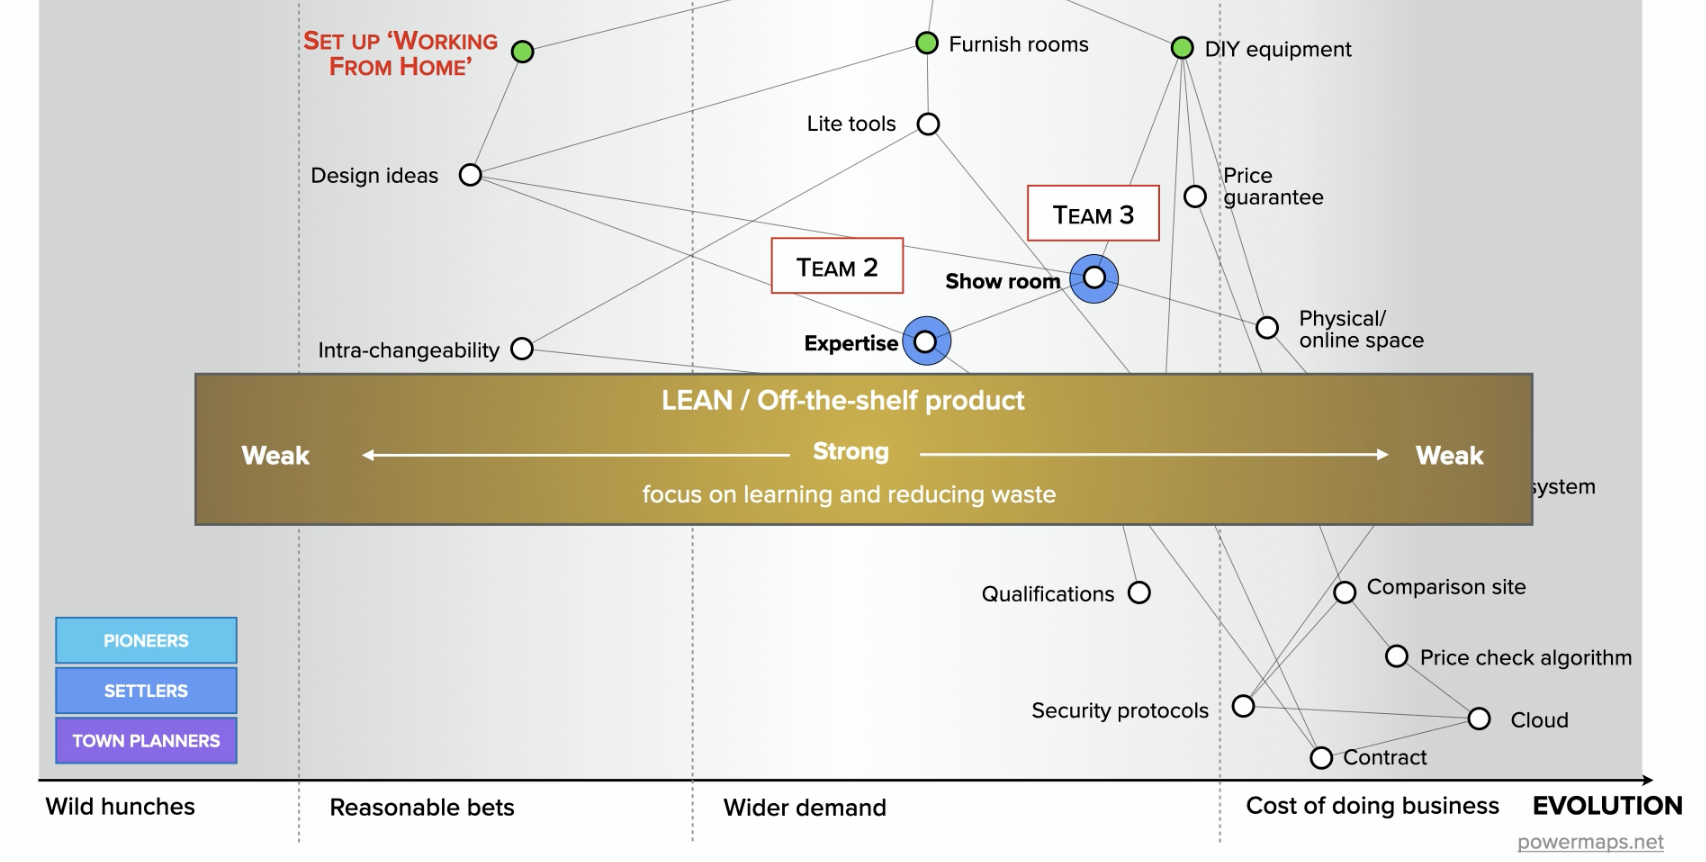 SET UP ‘WORKING
FROM HOME’
Furnish rooms
DIY equipment
Lite tools
Design ideas
Price
guarantee
TEAM 3
TEAM 2
Show room
Physical/
online space
Expertise
Intra-changeability
LEAN / Off-the-shelf product
Weak
Strong
Weak
focus on learning and reducing waste
system
Qualifications
Comparison site
PIONEERS
Price check algorithm
SETTLERS
Security protocols
Cloud
TOWN PLANNERS
Contract
Wild hunches
Reasonable bets
Wider demand
Cost of doing business
EVOLUTION
powermaps.net